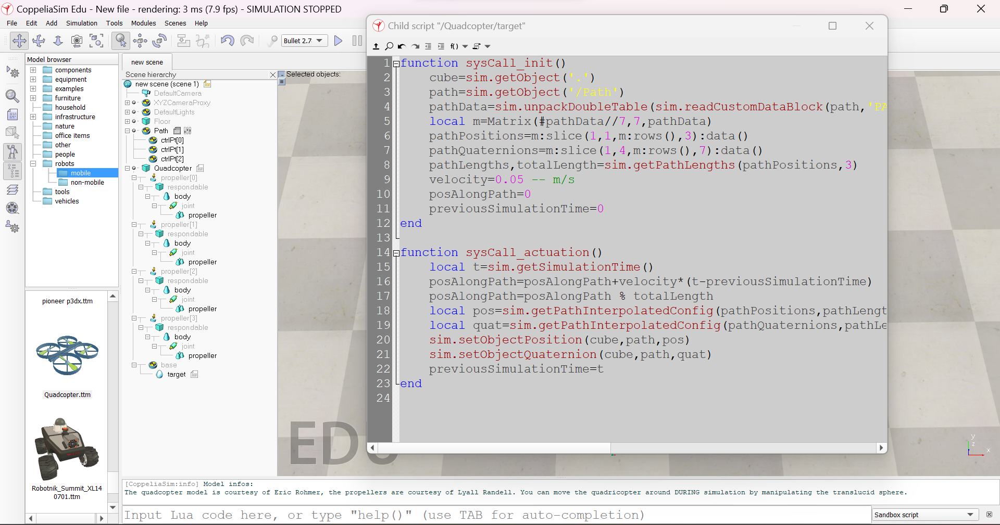 CoppeliaSim Edu - New file - rendering: 3 ms (7.9 fps) - SIMULATION STOPPED
File Edit Add Simulation Tools Modules Scenes Help
Bullet 2.7
Model browser
components
equipment
examples
furniture
household
infrastructure
nature
office items
other
people
robots
mobile
non-mobile
tools
vehicles
pioneer p3dx.ttm
Quadcopter.ttm
Robotnik_Summit_XL14
0701.ttm
new scene
Scene hierarchy
new scene (scene 1)
DefaultCamera
XYZCameraProxy
DefaultLights
Floor
Path
ctrlPt[0]
ctrlPt[1]
ctrlPt[2]
Quadcopter
propeller[0]
respondable
body
joint
propeller
propeller[1]
respondable
body
joint
propeller
propeller[2]
respondable
body
joint
propeller
propeller[3]
respondable
body
joint
propeller
base
target
Selected objects:
EDU
Child script "/Quadcopter/target"
f()
1 function sysCall_init()
2 cube=sim.getObject('.')
3 path=sim.getObject('/Path')
4 pathData=sim.unpackDoubleTable(sim.readCustomDataBlock(path,'PA
5 local m=Matrix(#pathData//7,7,pathData)
6 pathPositions=m:slice(1,1,m:rows(),3):data()
7 pathQuaternions=m:slice(1,4,m:rows(),7):data()
8 pathLengths,totalLength=sim.getPathLengths(pathPositions,3)
9 velocity=0.05 -- m/s
10 posAlongPath=0
11 previousSimulationTime=0
12 end
13
14 function sysCall_actuation()
15 local t=sim.getSimulationTime()
16 posAlongPath=posAlongPath+velocity*(t-previousSimulationTime)
17 posAlongPath=posAlongPath % totalLength
18 local pos=sim.getPathInterpolatedConfig(pathPositions,pathLengt
19 local quat=sim.getPathInterpolatedConfig(pathQuaternions,pathLe
20 sim.setObjectPosition(cube,path,pos)
21 sim.setObjectQuaternion(cube,path,quat)
22 previousSimulationTime=t
23 end
24
y
z
x
[CoppeliaSim:info] Model infos:
The quadcopter model is courtesy of Eric Rohmer, the propellers are courtesy of Lyall Randell. You can move the quadricopter around DURING simulation by manipulating the translucid sphere.
Input Lua code here, or type "help()" (use TAB for auto-completion)
Sandbox script